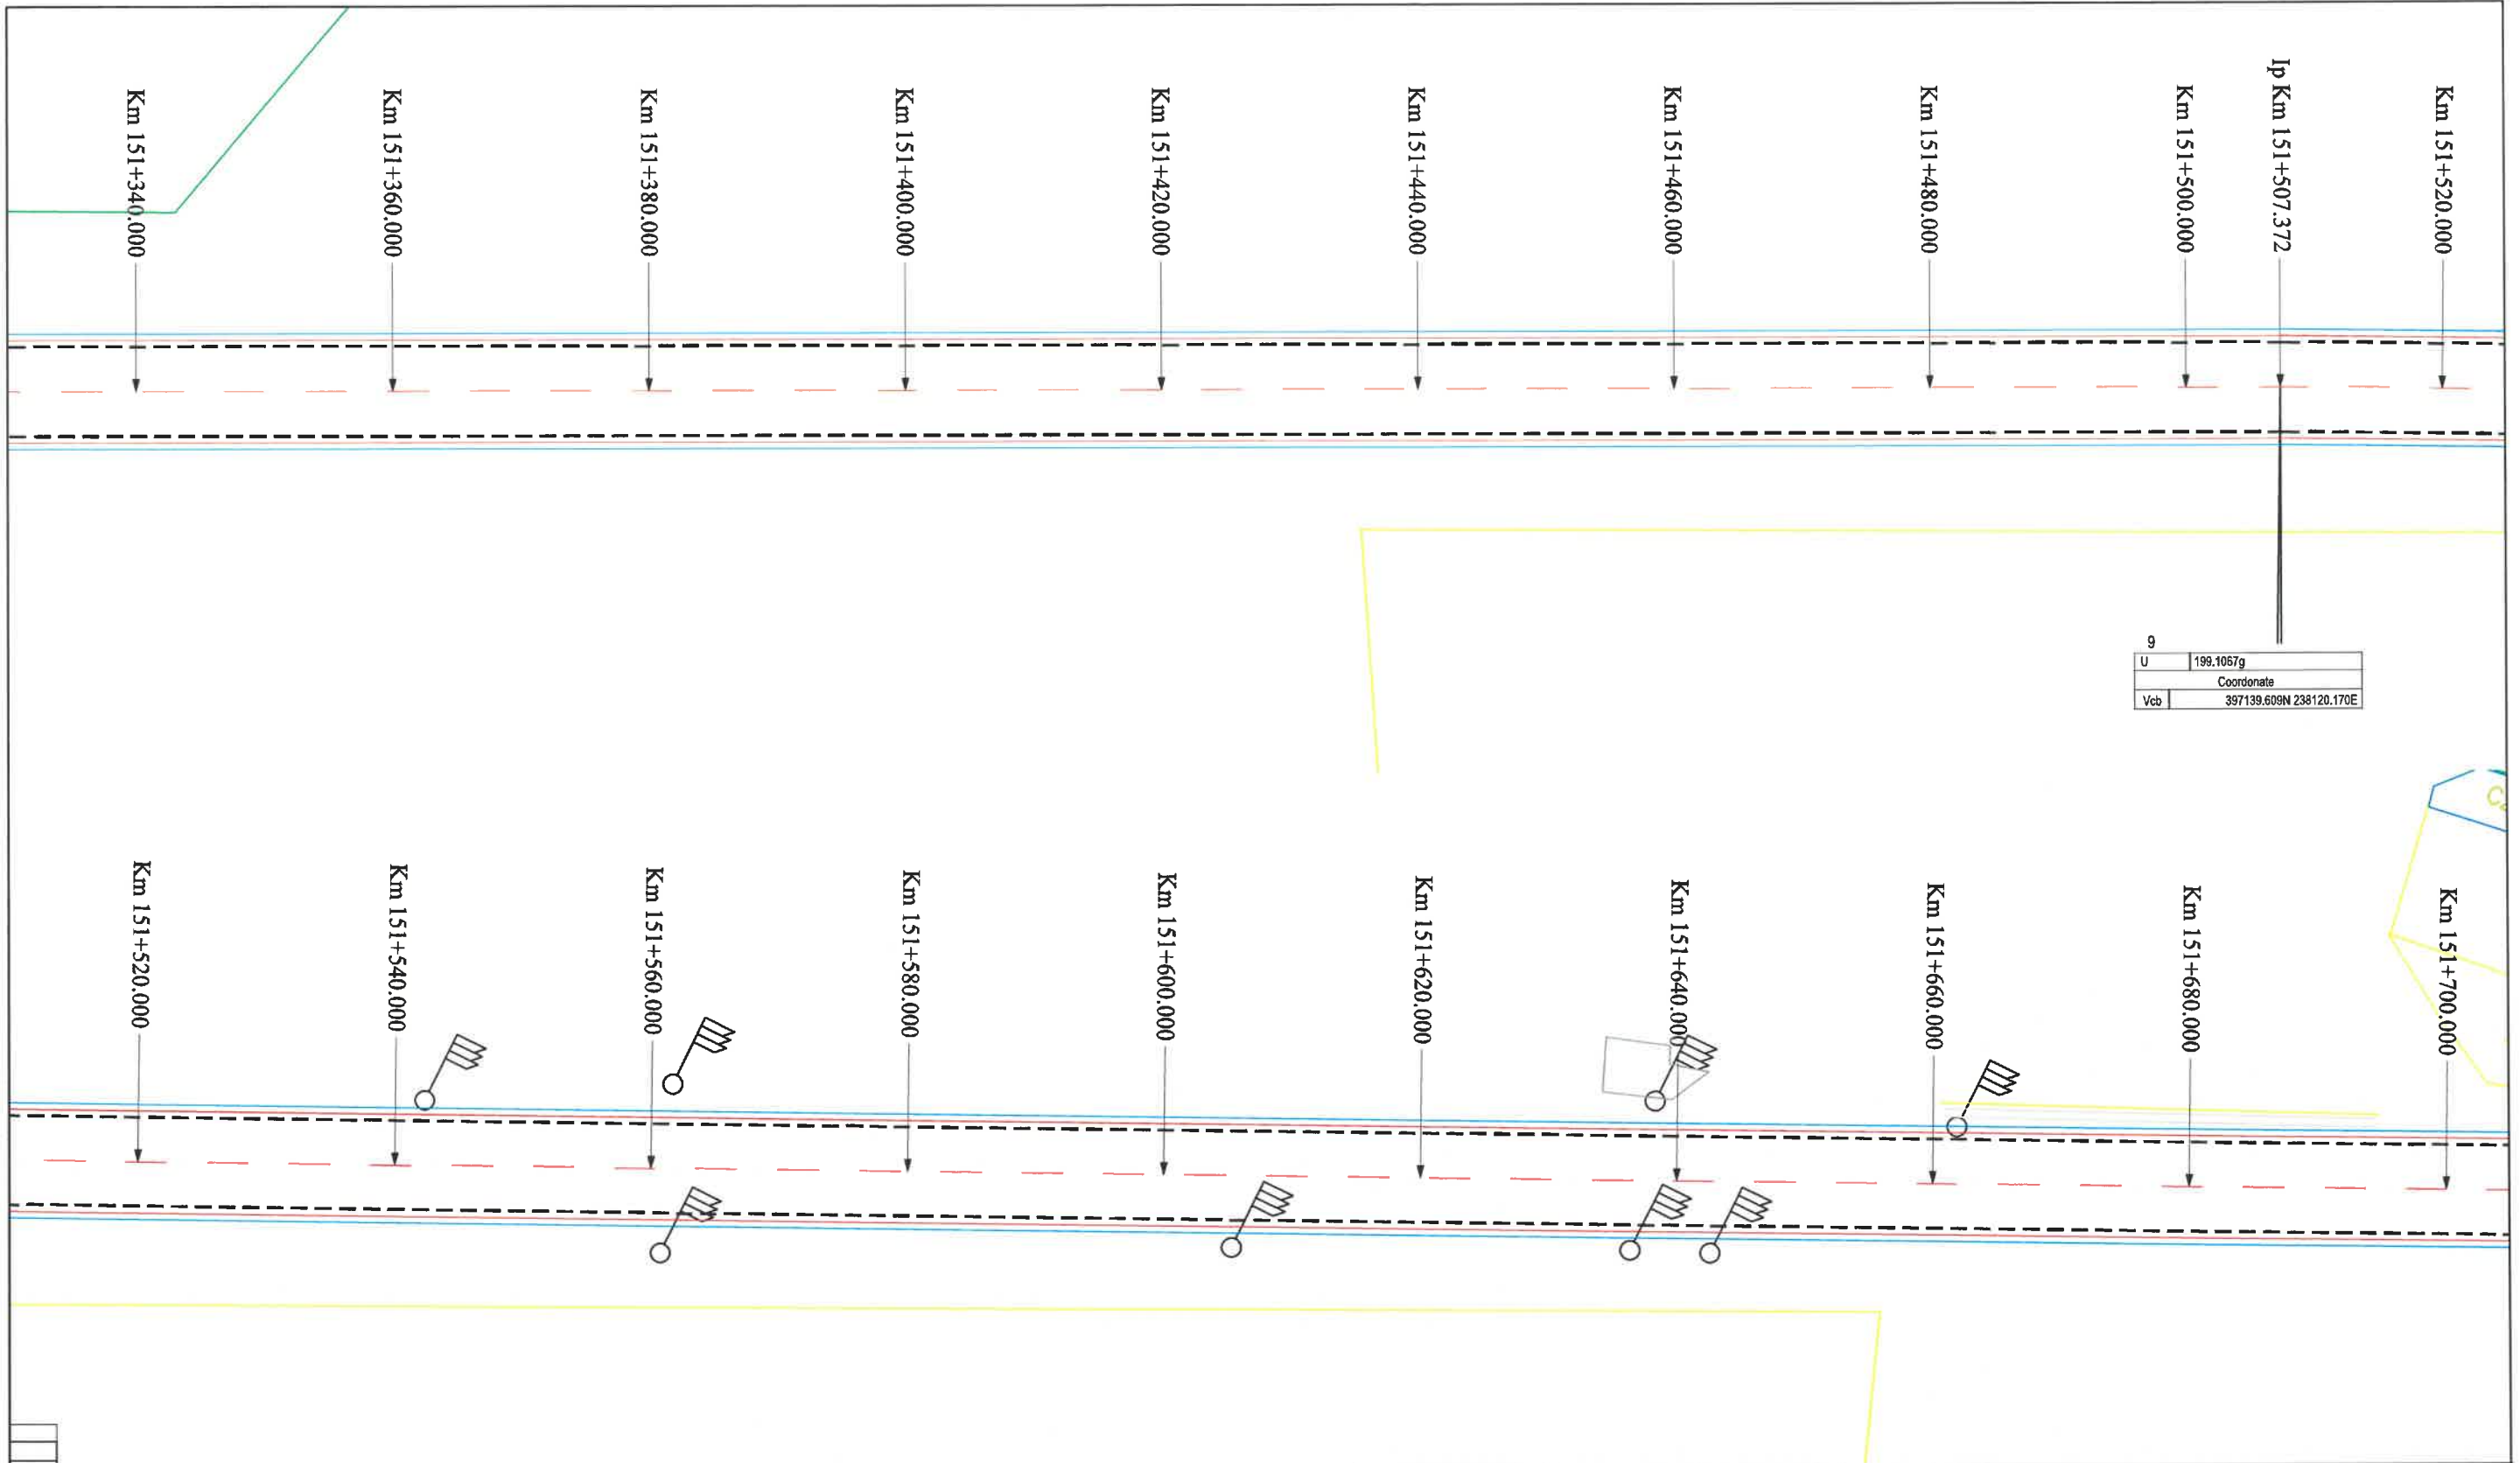 Km 151+340.000
Km 151+360.000
Km 151+380.000
Km 151+400.000
Km 151+420.000
Km 151+440.000
Km 151+460.000
Km 151+480.000
Km 151+500.000
Ip Km 151+507.372
Km 151+520.000
9
U 199.1067g
Coordonate
Vcb 397139.609N 238120.170E
Km 151+520.000
Km 151+540.000
Km 151+560.000
Km 151+580.000
Km 151+600.000
Km 151+620.000
Km 151+640.000
Km 151+660.000
Km 151+680.000
Km 151+700.000